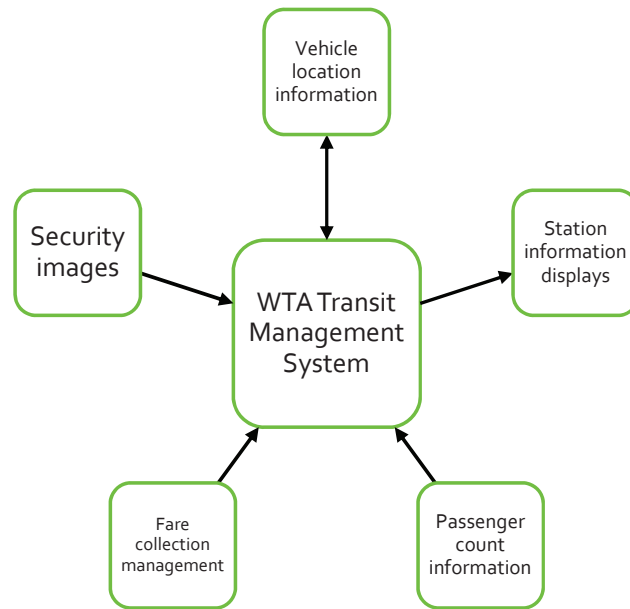 Vehicle
location
information
Security
images
Station
information
displays
WTA Transit
Management
System
Fare
collection
management
Passenger
count
information